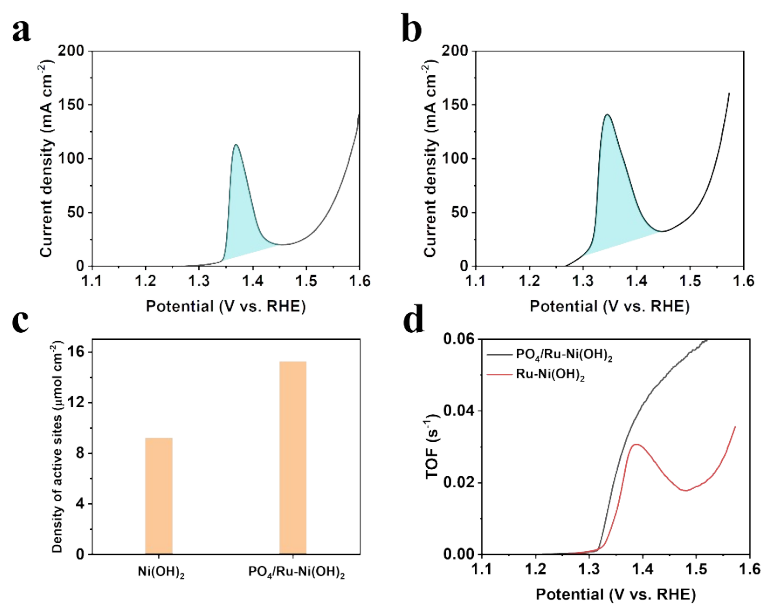 a
200
150
100
50
0
Current density (mA cm⁻²)
1.1 1.2 1.3 1.4 1.5 1.6
Potential (V vs. RHE)
b
200
150
100
50
0
Current density (mA cm⁻²)
1.1 1.2 1.3 1.4 1.5 1.6
Potential (V vs. RHE)
c
16
12
8
4
0
Density of active sites (μmol cm⁻²)
Ni(OH)₂ PO₄/Ru-Ni(OH)₂
d
0.06
0.04
0.02
0.00
TOF (s⁻¹)
PO₄/Ru-Ni(OH)₂
Ru-Ni(OH)₂
1.1 1.2 1.3 1.4 1.5 1.6
Potential (V vs. RHE)